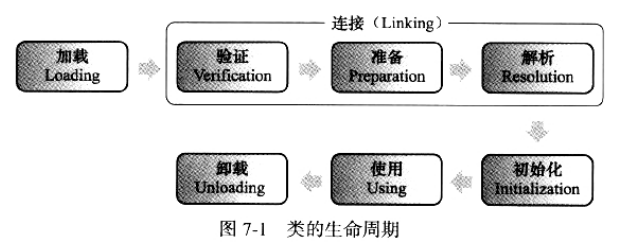 连接（Linking）
加载
Loading
验证
Verification
准备
Preparation
解析
Resolution
卸载
Unloading
使用
Using
初始化
Initialization
图 7-1 类的生命周期